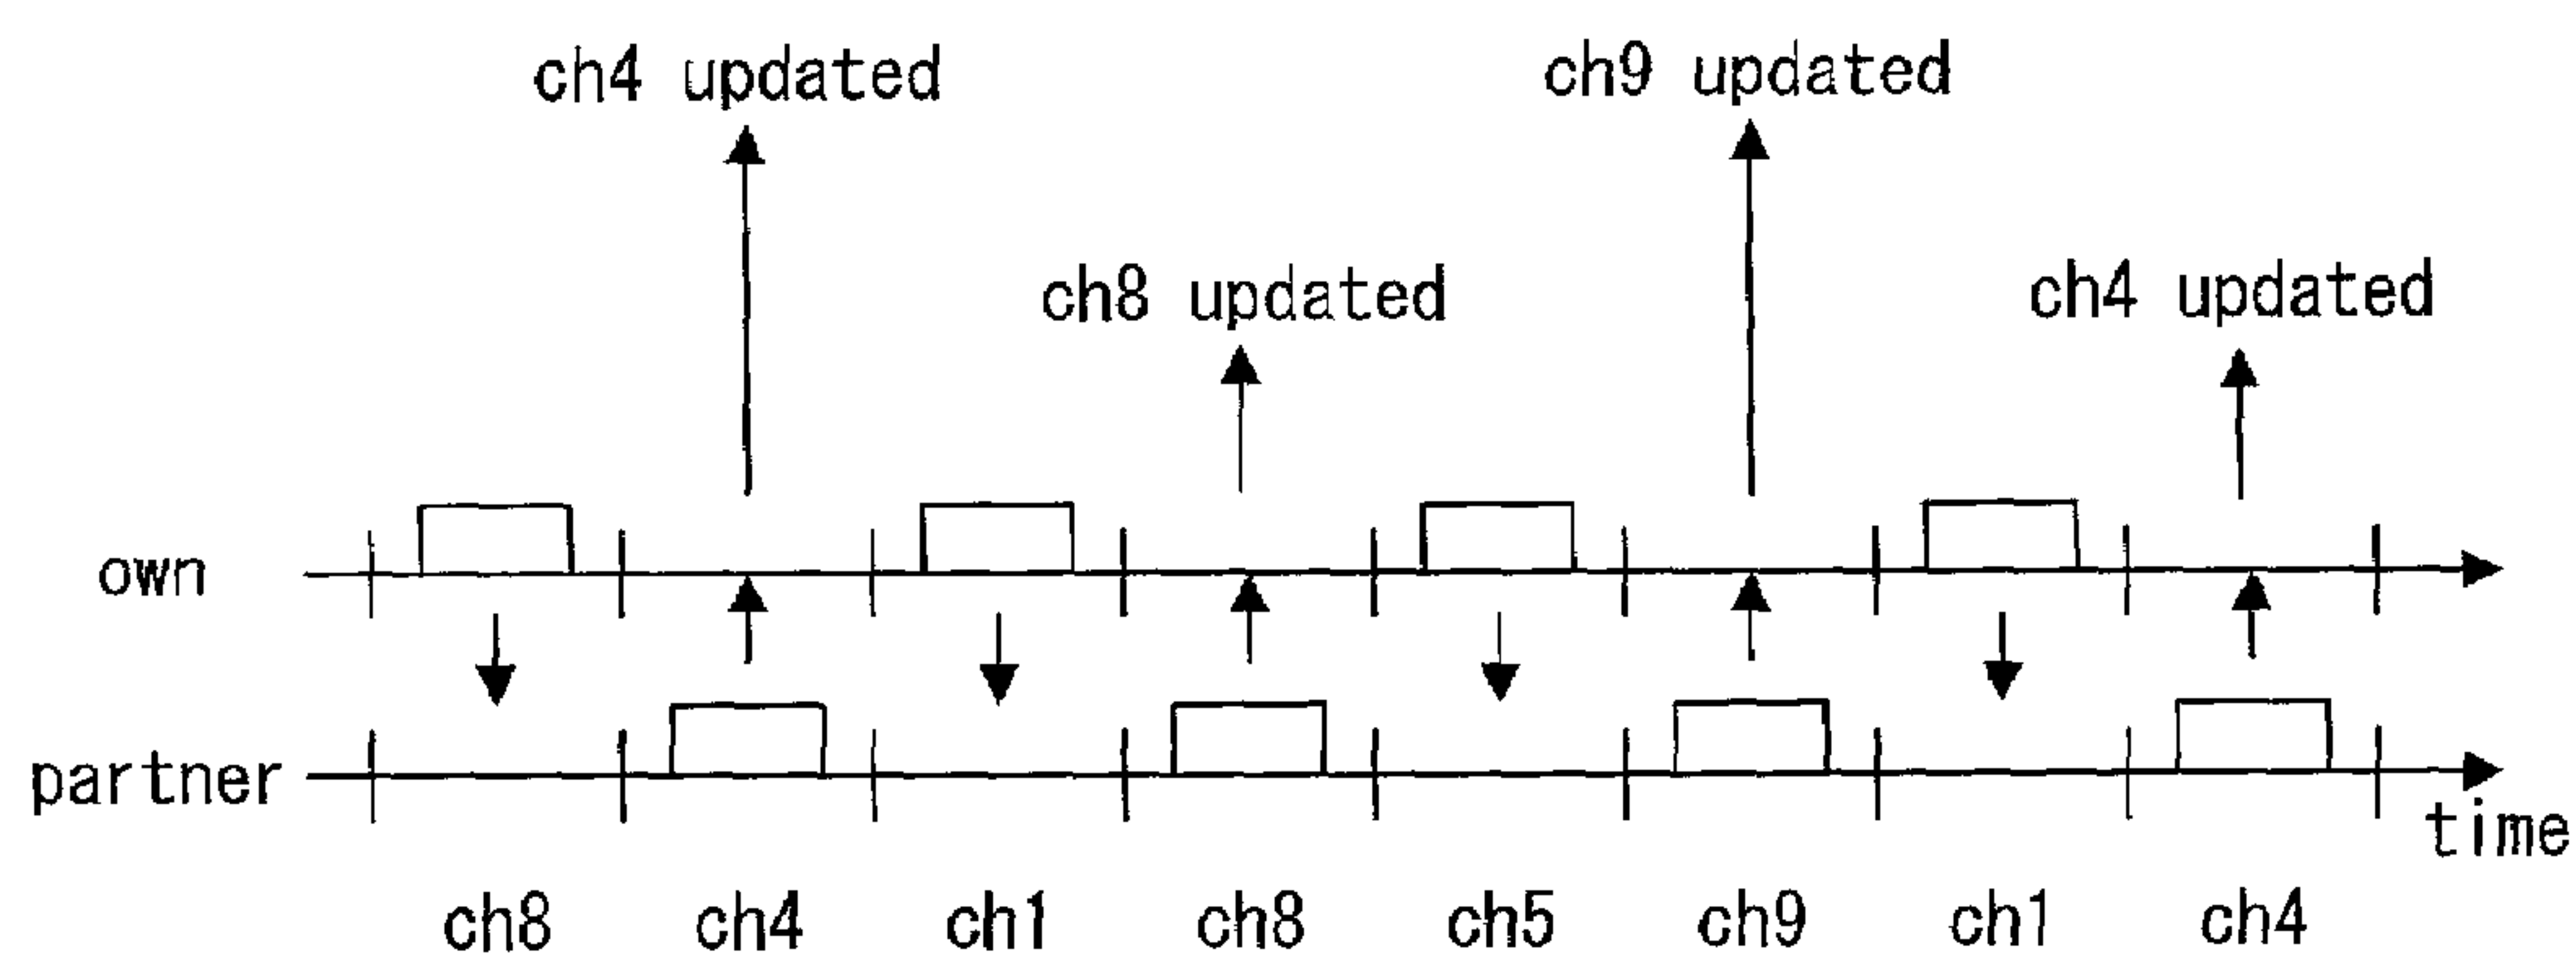 ch4 updated
ch9 updated
ch8 updated
ch4 updated
own
partner
time
ch8 ch4 ch1 ch8 ch5 ch9 ch1 ch4